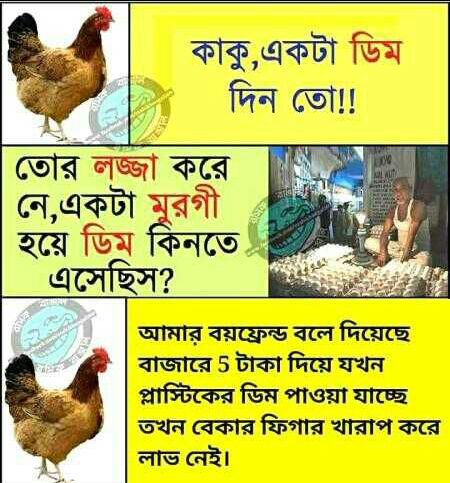 কাকু,একটা ডিম
দিন তো!!
তোর লজ্জা করে
নে,একটা মুরগী
হয়ে ডিম কিনতে
এসেছিস?
আমার বয়ফ্রেন্ড বলে দিয়েছে
বাজারে 5 টাকা দিয়ে যখন
প্লাস্টিকের ডিম পাওয়া যাচ্ছে
তখন বেকার ফিগার খারাপ করে
লাভ নেই।